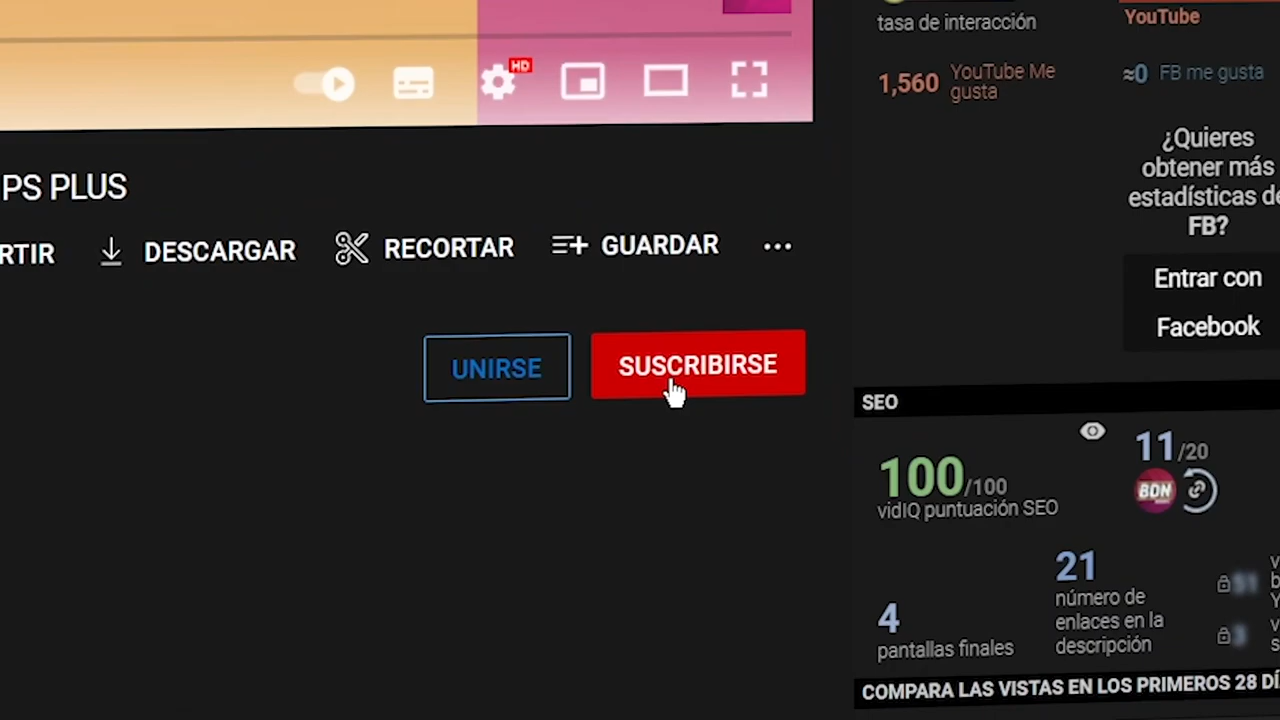 HD
PS PLUS
RTIR
DESCARGAR
RECORTAR
GUARDAR
UNIRSE
SUSCRIBIRSE
tasa de interacción
YouTube
1,560
YouTube Me
gusta
≈0 FB me gusta
¿Quieres
obtener más
estadísticas de
FB?
Entrar con
Facebook
SEO
100/100
vidIQ puntuación SEO
11/20
BDN
4
pantallas finales
21
número de
enlaces en la
descripción
COMPARA LAS VISTAS EN LOS PRIMEROS 28 DÍ